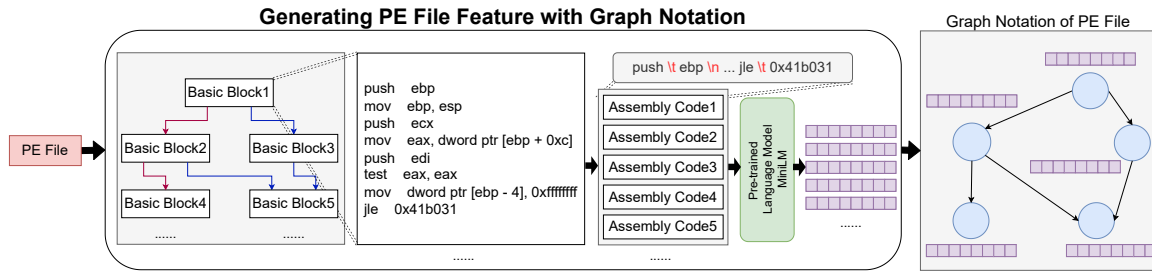 Generating PE File Feature with Graph Notation
Graph Notation of PE File
PE File
Basic Block1
Basic Block2
Basic Block3
Basic Block4
Basic Block5
......
......
push ebp
mov ebp, esp
push ecx
mov eax, dword ptr [ebp + 0xc]
push edi
test eax, eax
mov dword ptr [ebp - 4], 0xffffffff
jle 0x41b031
......
push \t ebp \n ... jle \t 0x41b031
Assembly Code1
Assembly Code2
Assembly Code3
Assembly Code4
Assembly Code5
......
Pre-trained
Language Model
MiniLM
......